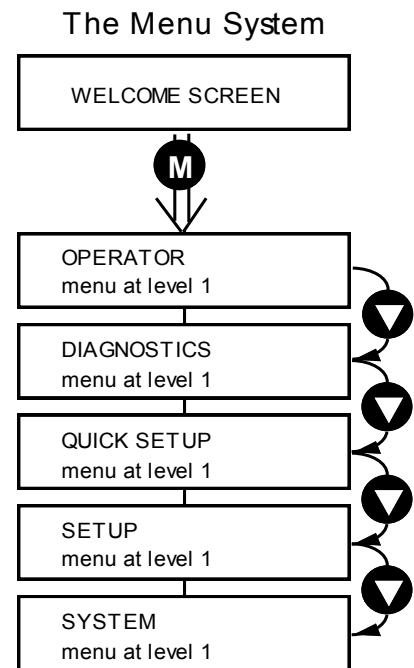 The Menu System
WELCOME SCREEN
M
OPERATOR
menu at level 1
DIAGNOSTICS
menu at level 1
QUICK SETUP
menu at level 1
SETUP
menu at level 1
SYSTEM
menu at level 1